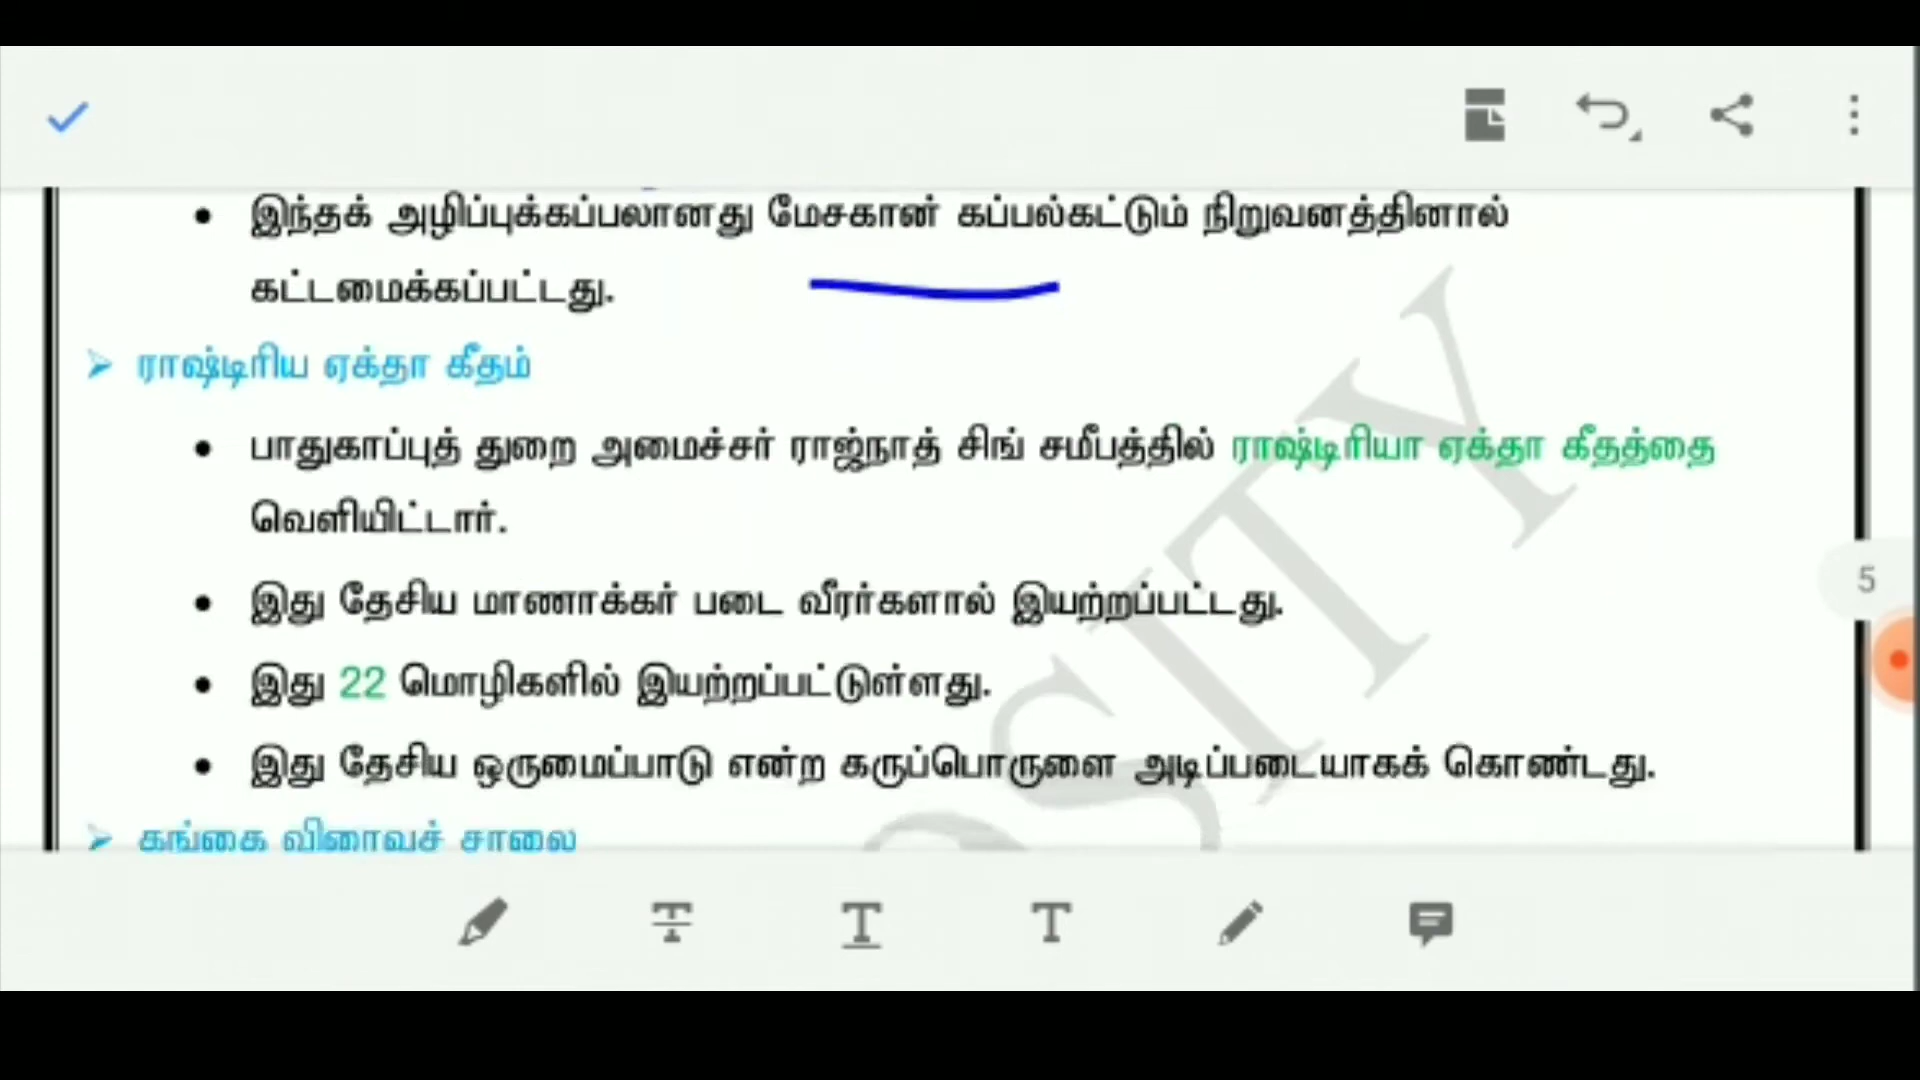 இந்தக் அழிப்புக்கப்பலானது மேசகான் கப்பல்கட்டும் நிறுவனத்தினால்
கட்டமைக்கப்பட்டது.
ராஷ்டிரிய ஏக்தா கீதம்
பாதுகாப்புத் துறை அமைச்சர் ராஜ்நாத் சிங் சமீபத்தில் ராஷ்டிரியா ஏக்தா கீதத்தை
வெளியிட்டார்.
இது தேசிய மாணாக்கர் படை வீரர்களால் இயற்றப்பட்டது.
5
இது 22 மொழிகளில் இயற்றப்பட்டுள்ளது.
இது தேசிய ஒருமைப்பாடு என்ற கருப்பொருளை அடிப்படையாகக் கொண்டது.
கங்கை வினாவச் சாலை
OSITY